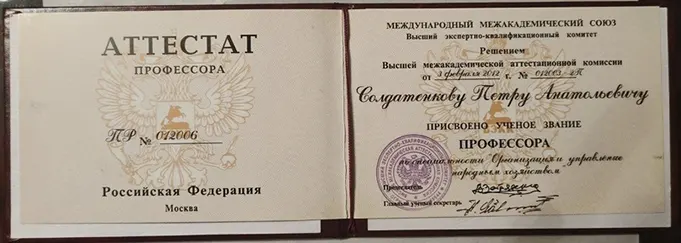 АТТЕСТАТ
ПРОФЕССОРА
ПР № 012006
Российская Федерация
Москва
МЕЖДУНАРОДНЫЙ МЕЖАКАДЕМИЧЕСКИЙ СОЮЗ
Высший экспертно-квалификационный комитет
Решением
Высшей межакадемической аттестационной комиссии
от 3 февраля 2012 г. №
Солдатенкову Петру Анатольевичу
ПРИСВОЕНО УЧЕНОЕ ЗВАНИЕ
ПРОФЕССОРА
по специальности Организация и управление
народным хозяйством
Председатель
Главный ученый секретарь